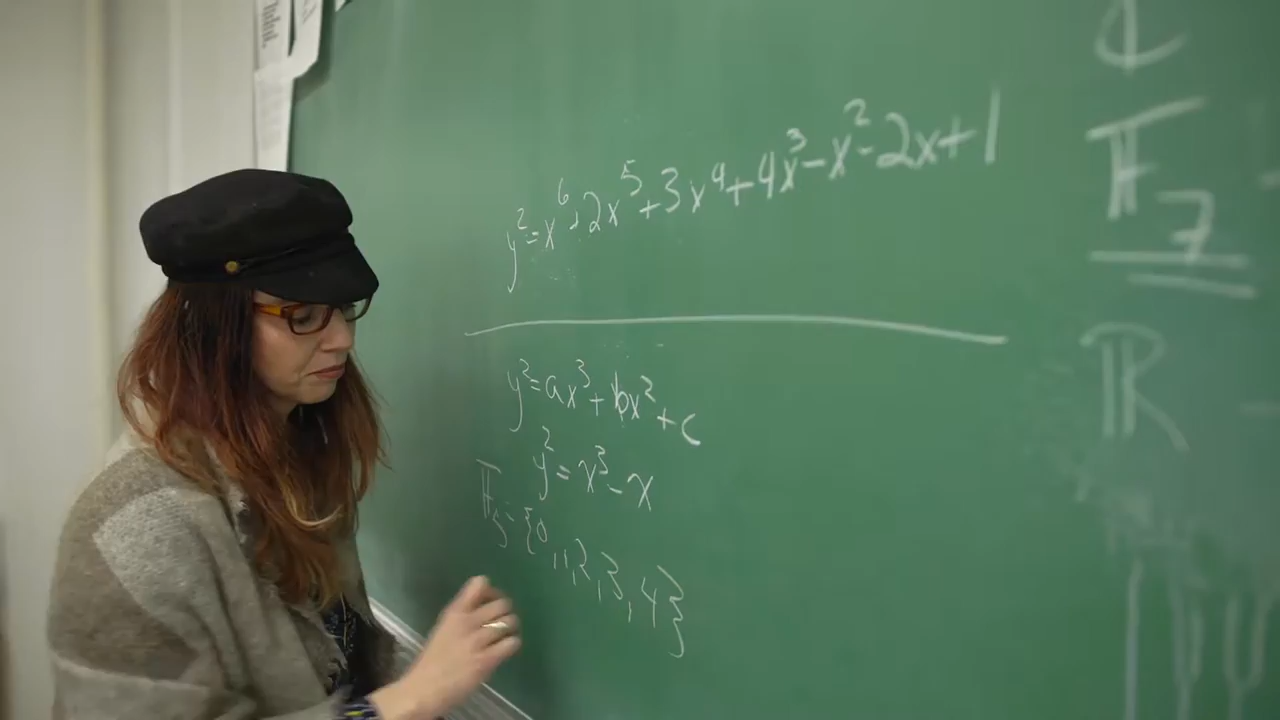 y²=x⁶+2x⁵+3x⁴+4x³-x²-2x+1
y²=ax³+bx²+c
y²=x³-x
𝔽₅={0,1,2,3,4}
ℂ
𝔽₇
ℝ